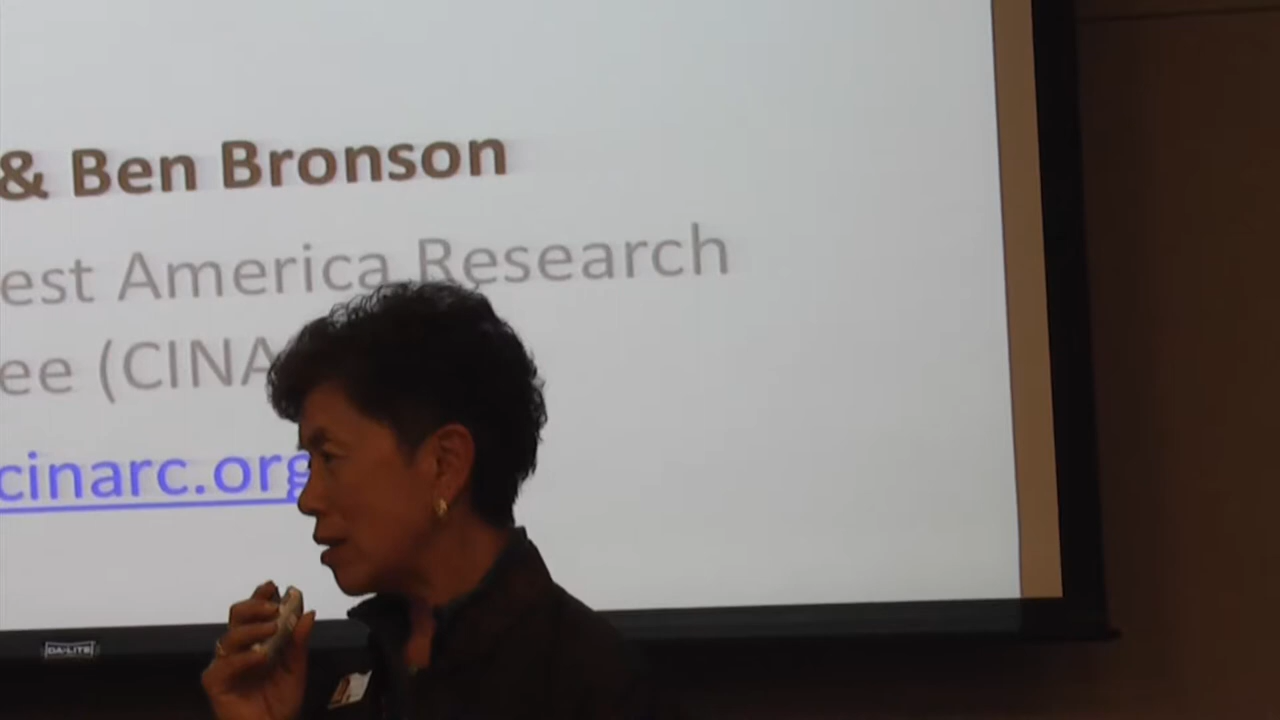 & Ben Bronson
est America Research
ee (CINA
cinarc.org
DA-LITE